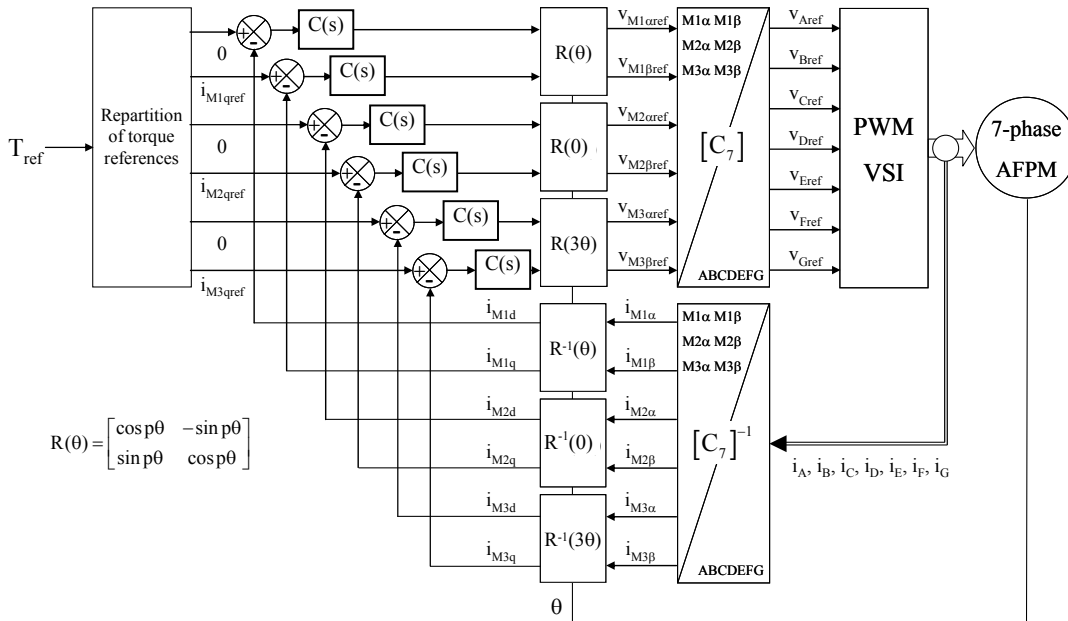 T_ref
Repartition
of torque
references
0
i_M1qref
0
i_M2qref
0
i_M3qref
+ -
+ -
+ -
+ -
+ -
+ -
C(s)
C(s)
C(s)
C(s)
C(s)
C(s)
R(θ)
R(0)
R(3θ)
v_M1αref
v_M1βref
v_M2αref
v_M2βref
v_M3αref
v_M3βref
M1α M1β
M2α M2β
M3α M3β
[C_7]
ABCDEFG
v_Aref
v_Bref
v_Cref
v_Dref
v_Eref
v_Fref
v_Gref
PWM
VSI
7-phase
AFPM
i_M1d
i_M1q
i_M2d
i_M2q
i_M3d
i_M3q
R^-1(θ)
R^-1(0)
R^-1(3θ)
i_M1α
i_M1β
i_M2α
i_M2β
i_M3α
i_M3β
M1α M1β
M2α M2β
M3α M3β
[C_7]^-1
ABCDEFG
i_A, i_B, i_C, i_D, i_E, i_F, i_G
R(θ) = [cos pθ -sin pθ
sin pθ cos pθ]
θ